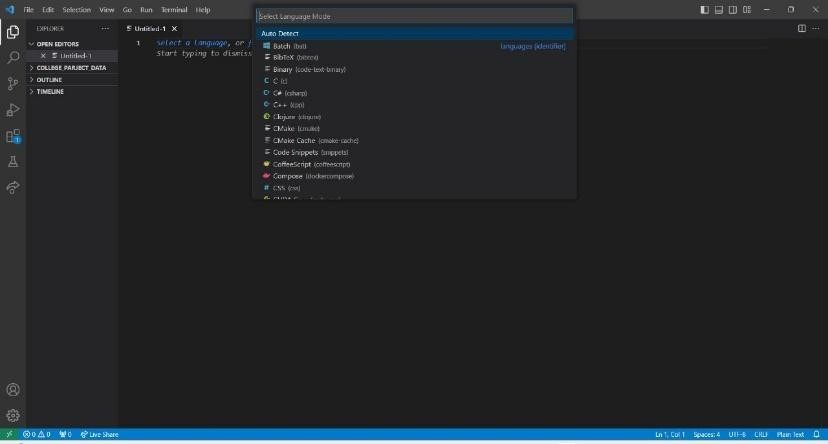 File Edit Selection View Go Run Terminal Help
Select Language Mode
EXPLORER
Untitled-1
Auto Detect
OPEN EDITORS
1 Select a language, or
Batch (bat) languages (identifier)
Untitled-1
Start typing to dismiss
BibTeX (bibtex)
COLLEGE_PARJECT_DATA
Binary (code-text-binary)
OUTLINE
C (c)
TIMELINE
C# (csharp)
C++ (cpp)
Clojure (clojure)
CMake (cmake)
1
CMake Cache (cmake-cache)
Code Snippets (snippets)
CoffeeScript (coffeescript)
Compose (dockercompose)
CSS (css)
0 0 0 Live Share Ln 1, Col 1 Spaces: 4 UTF-8 CRLF Plain Text